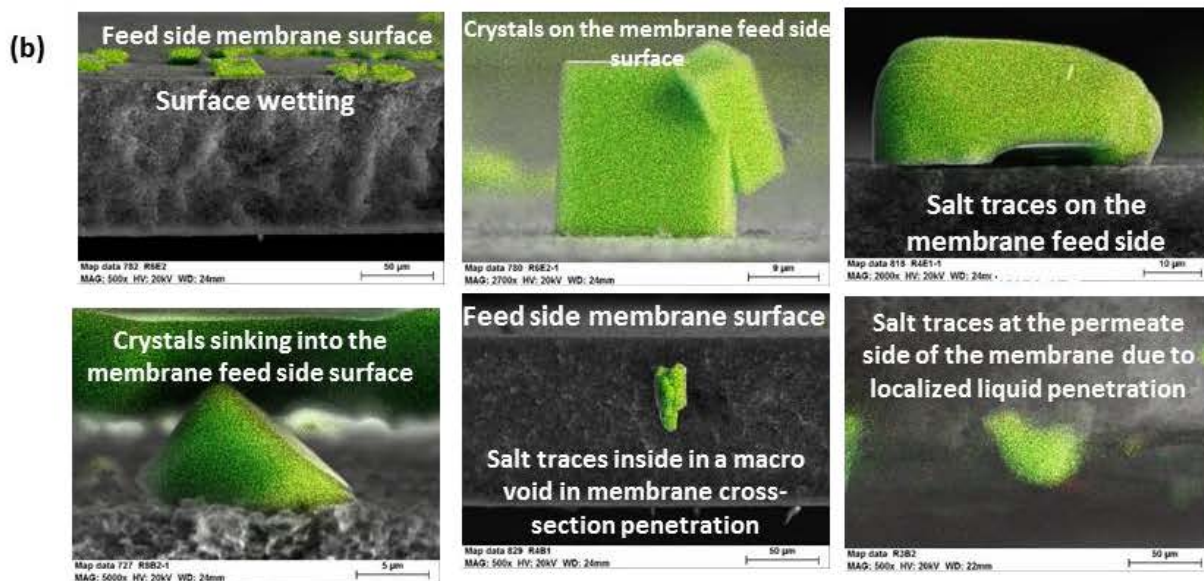 (b)
Feed side membrane surface
Surface wetting
Map data 782 R6E2
MAG: 500x HV: 20kV WD: 24mm
50 µm
Crystals on the membrane feed side
surface
Map data 780 R6E2-1
MAG: 2700x HV: 20kV WD: 24mm
9 µm
Salt traces on the
membrane feed side
Map data 818 R4E1-1
MAG: 2000x HV: 20kV WD: 24m
10 µm
Crystals sinking into the
membrane feed side surface
Map data 727 R8B2-1
MAG: 5000x HV: 20kV WD: 24mm
5 µm
Feed side membrane surface
Salt traces inside in a macro
void in membrane cross-
section penetration
Map data 829 R4B1
MAG: 500x HV: 20kV WD: 24mm
50 µm
Salt traces at the permeate
side of the membrane due to
localized liquid penetration
Map data R3B2
MAG: 500x HV: 20kV WD: 22mm
50 µm